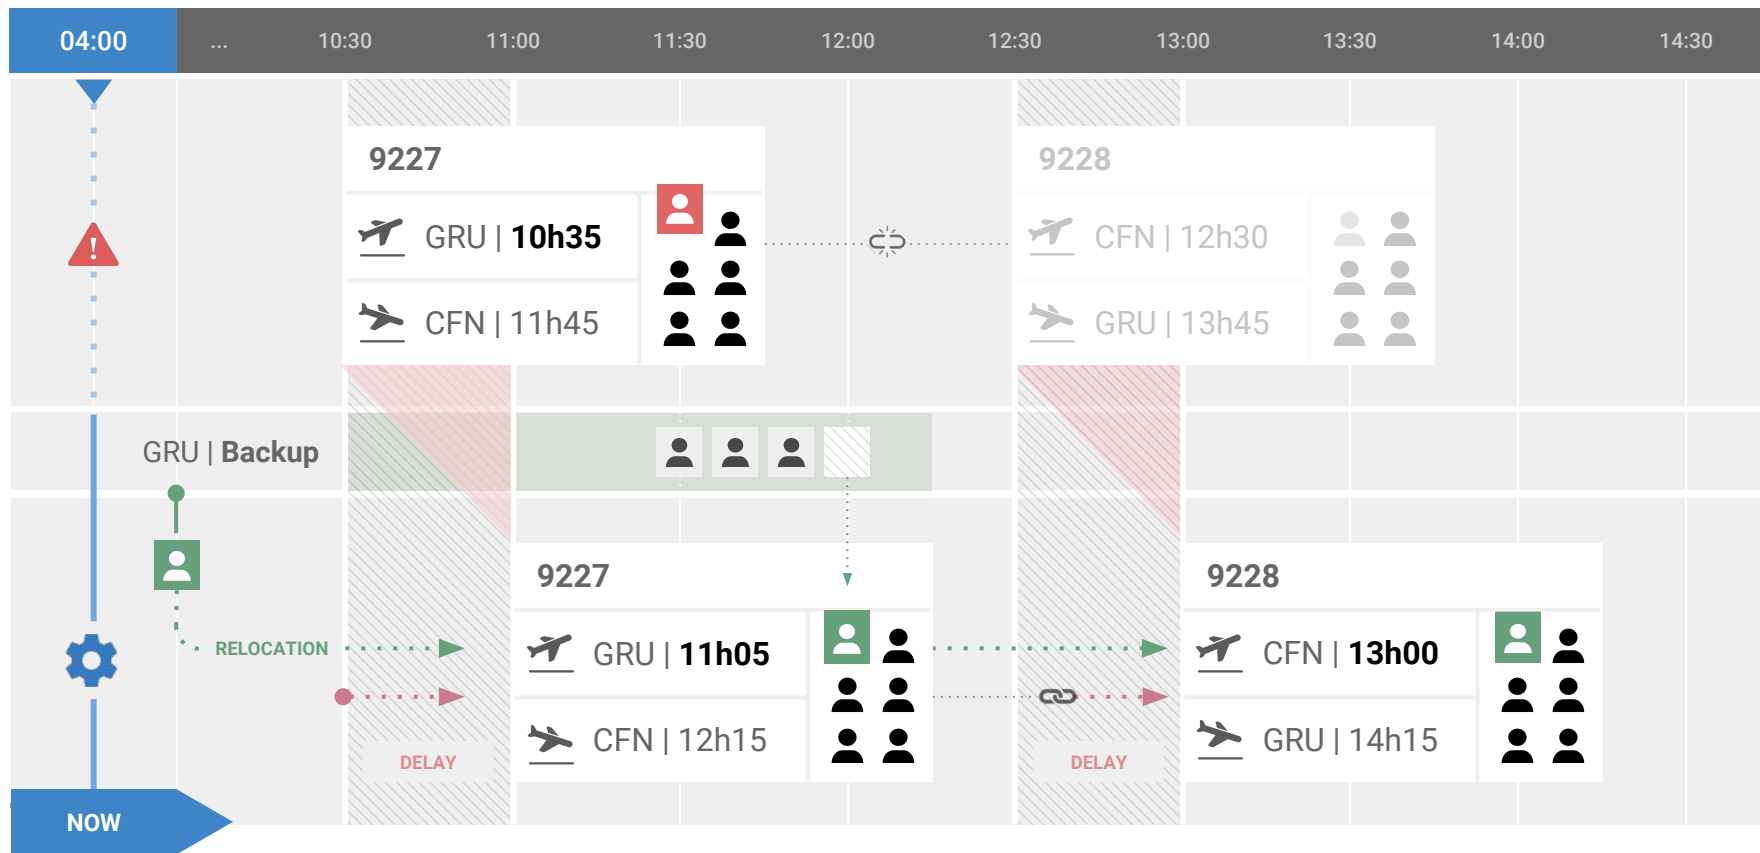 04:00 ... 10:30 11:00 11:30 12:00 12:30 13:00 13:30 14:00 14:30
9227
GRU | 10h35
CFN | 11h45
9228
CFN | 12h30
GRU | 13h45
GRU | Backup
RELOCATION
DELAY
9227
GRU | 11h05
CFN | 12h15
DELAY
9228
CFN | 13h00
GRU | 14h15
NOW